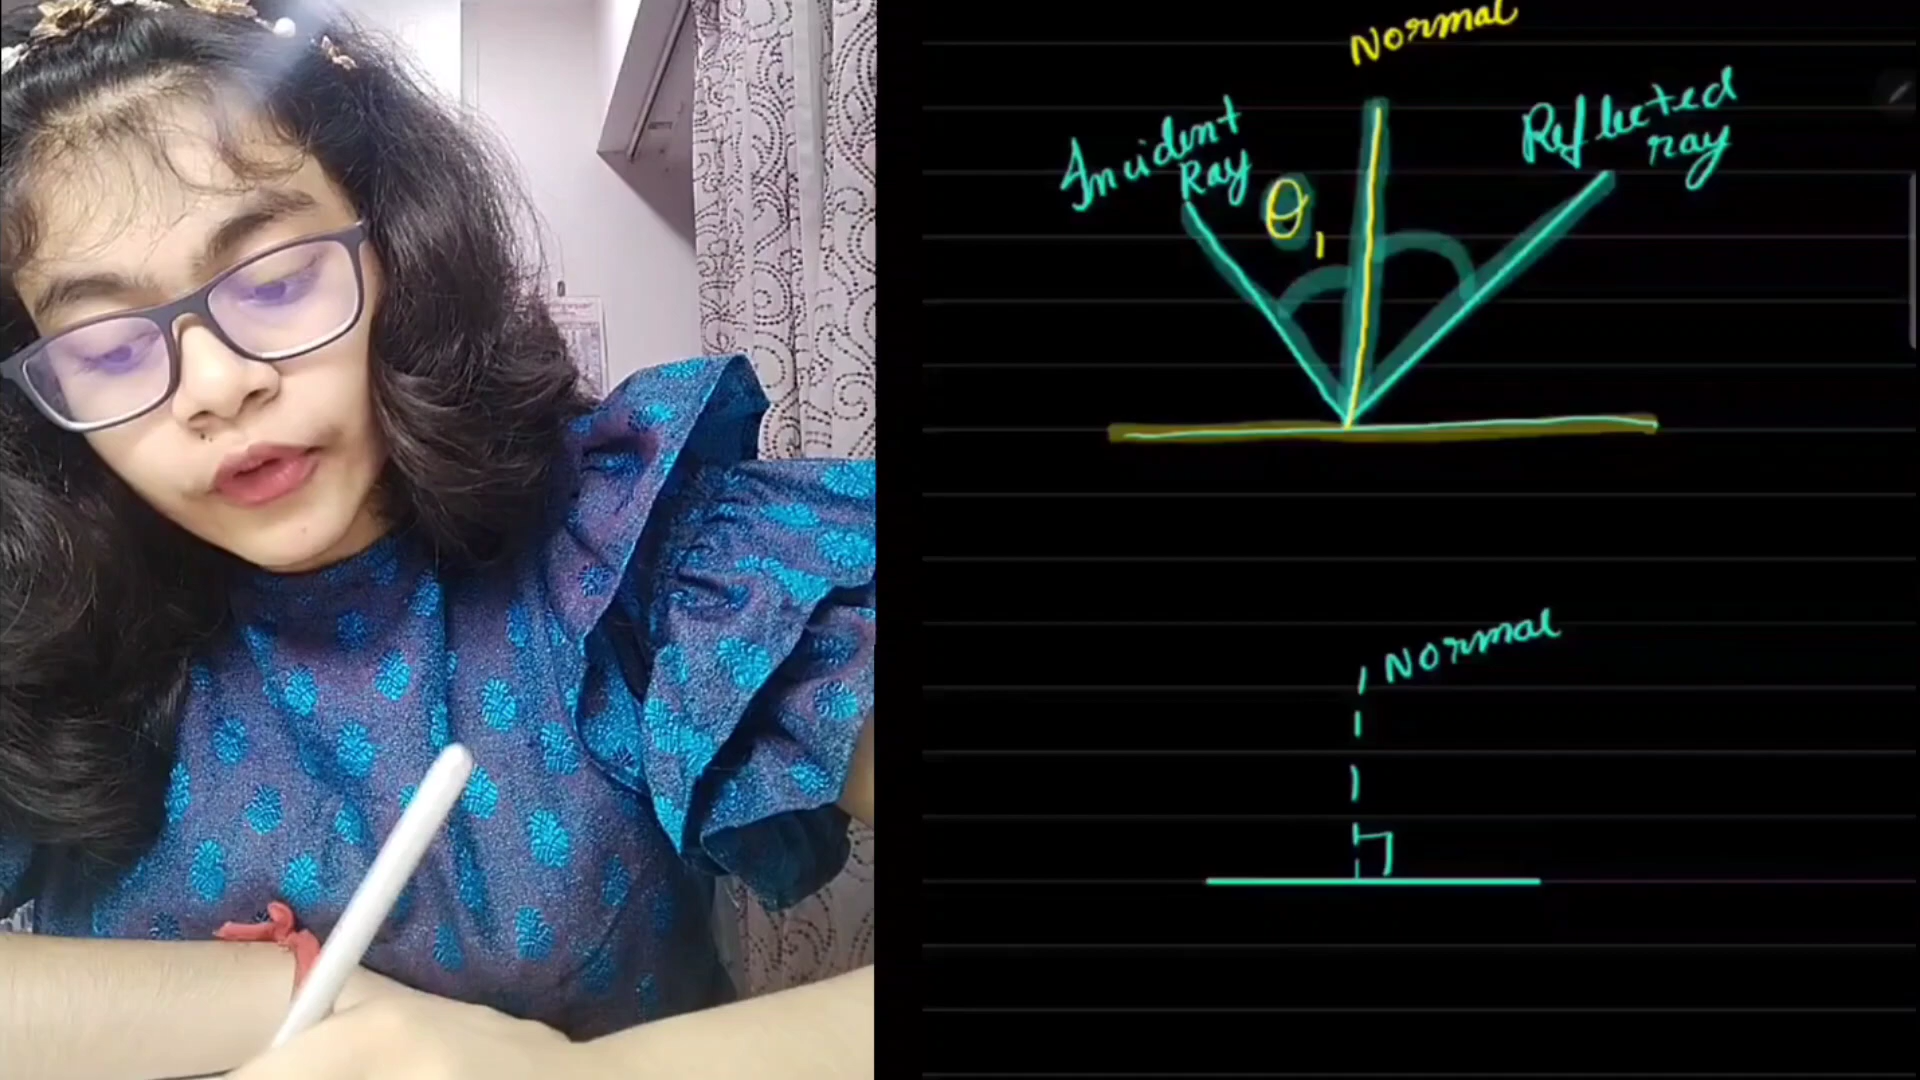 Normal
Incident
Ray
Reflected
ray
θ1
Normal